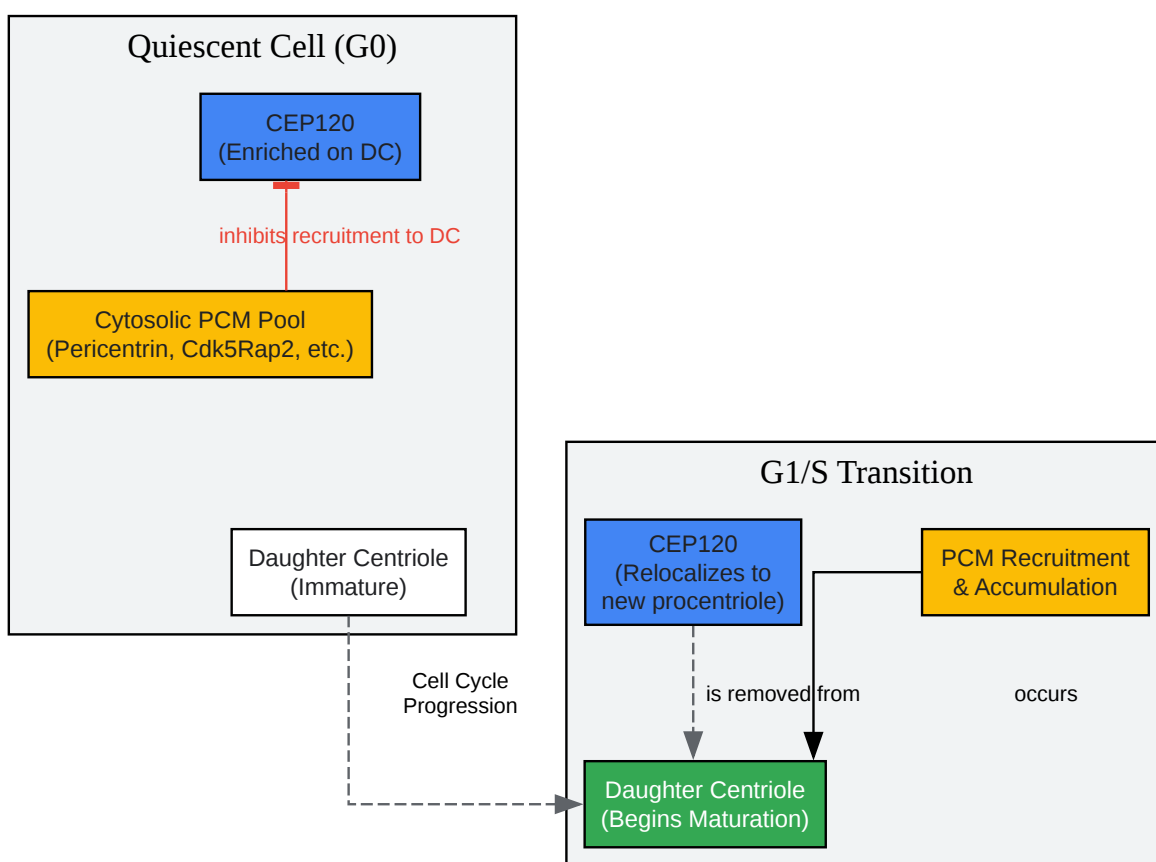 Quiescent Cell (G0)
CEP120
(Enriched on DC)
inhibits recruitment to DC
Cytosolic PCM Pool
(Pericentrin, Cdk5Rap2, etc.)
Daughter Centriole
(Immature)
Cell Cycle
Progression
G1/S Transition
CEP120
(Relocalizes to
new procentriole)
PCM Recruitment
& Accumulation
is removed from
occurs
Daughter Centriole
(Begins Maturation)